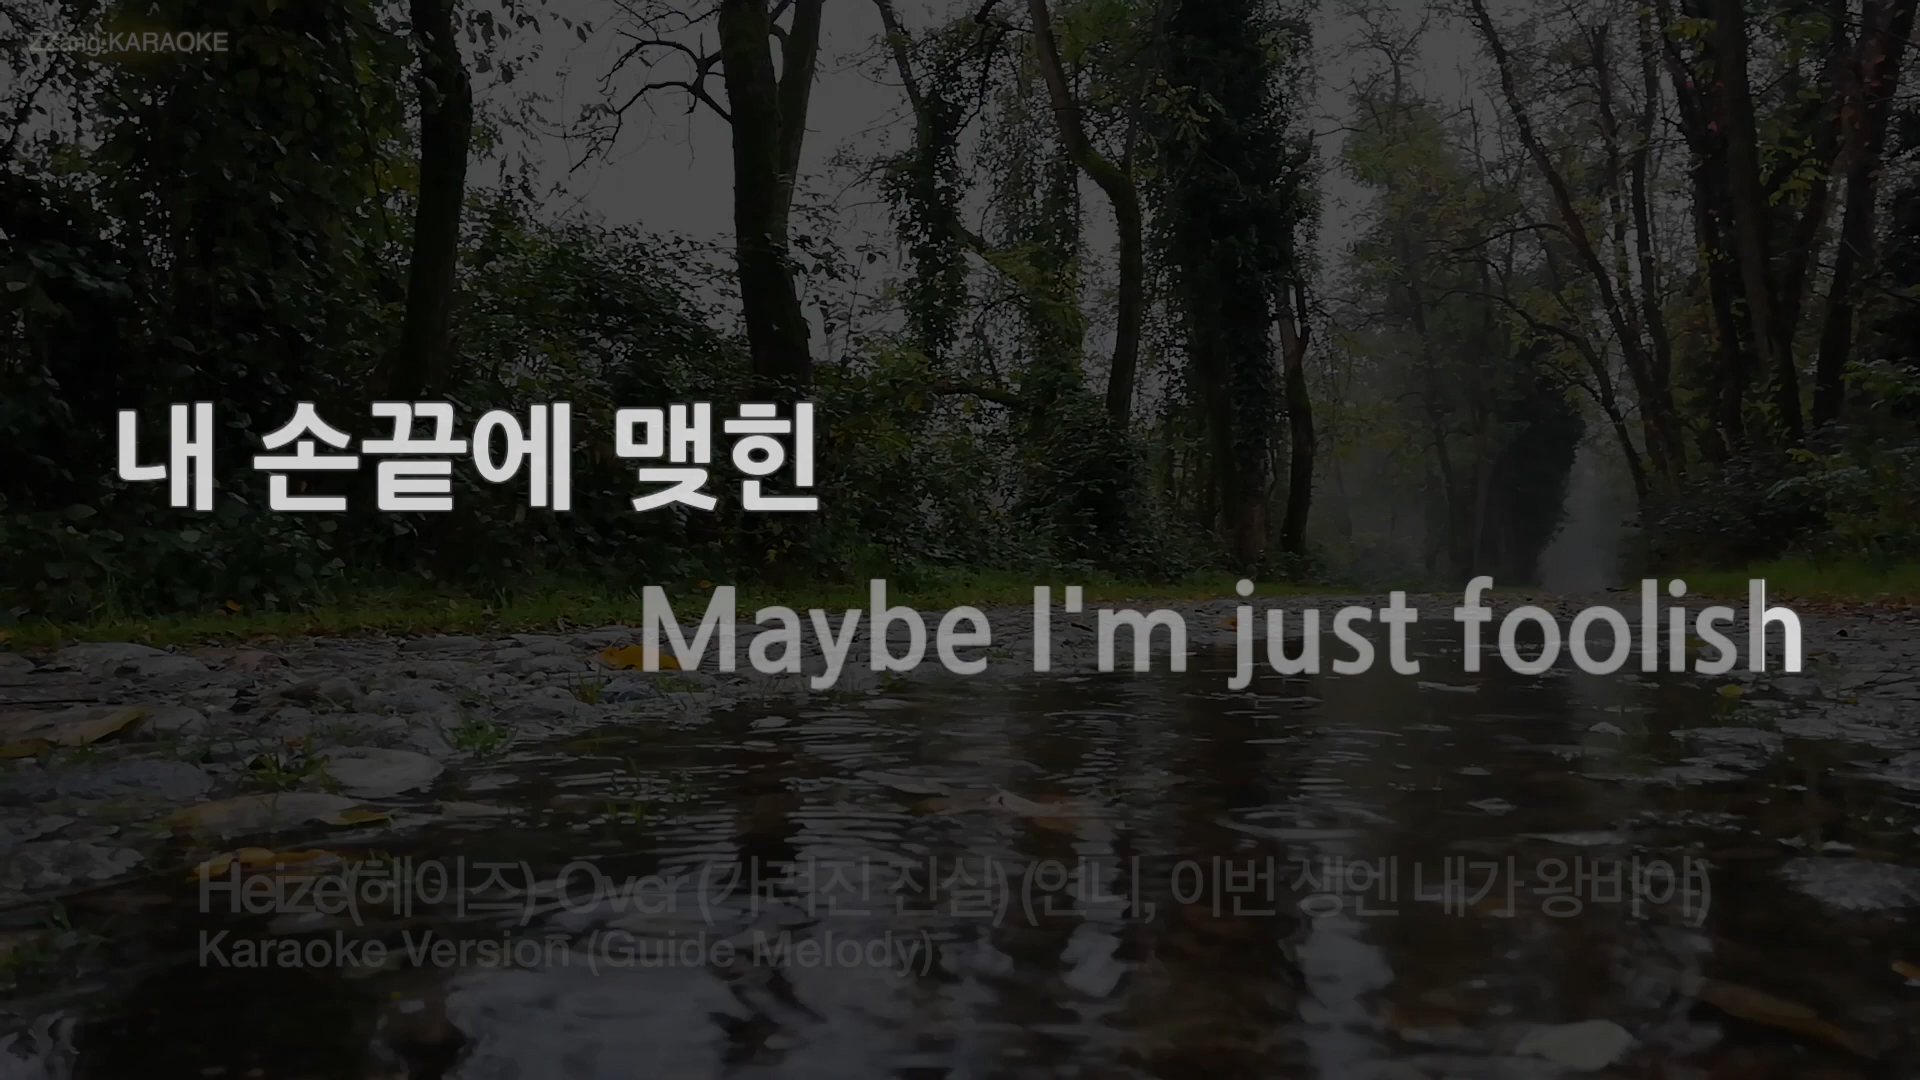 ZZang KARAOKE
내 손끝에 맺힌
Maybe I'm just foolish
Heize(헤이즈)-Over (가려진 진실) (언니, 이번 생엔 내가 왕비야)
Karaoke Version (Guide Melody)